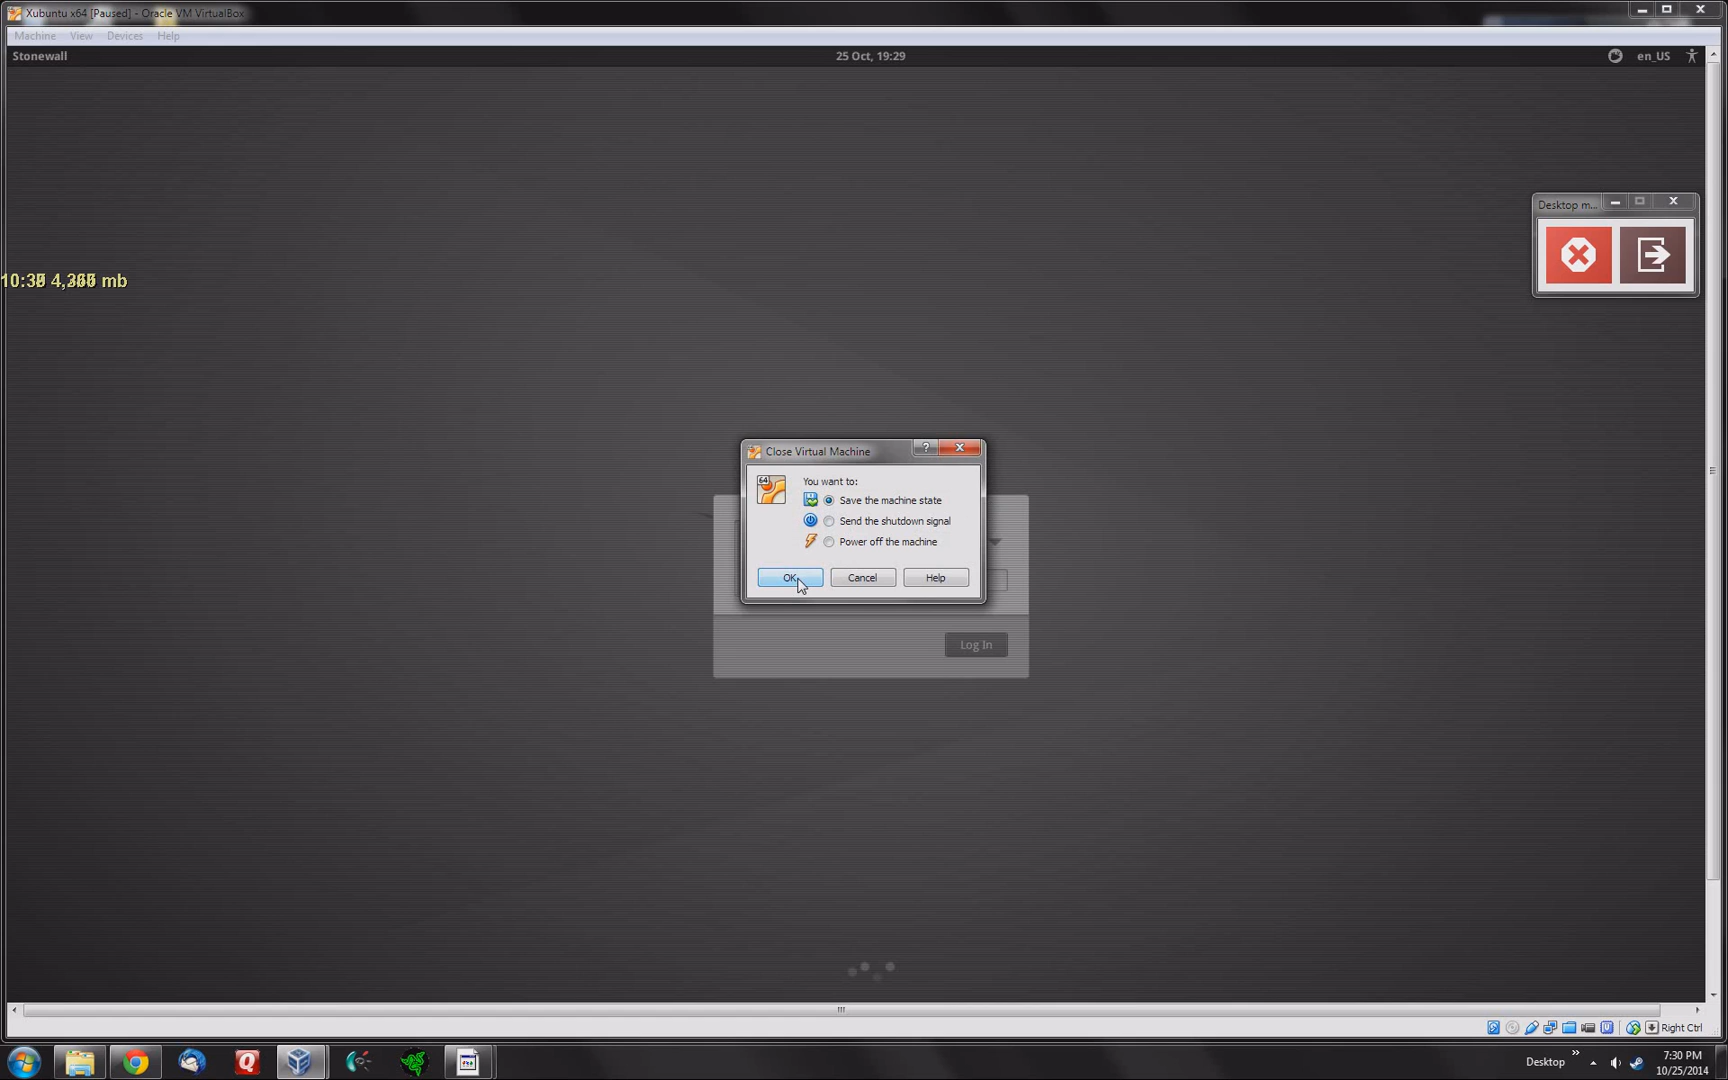 Xubuntu x64 [Paused] - Oracle VM VirtualBox
Machine View Devices Help
Stonewall
25 Oct, 19:29
en_US
Desktop m...
mb
Close Virtual Machine
?
64
You want to:
Save the machine state
Send the shutdown signal
Power off the machine
OK
Cancel
Help
Log In
Right Ctrl
Desktop
7:30 PM
10/25/2014